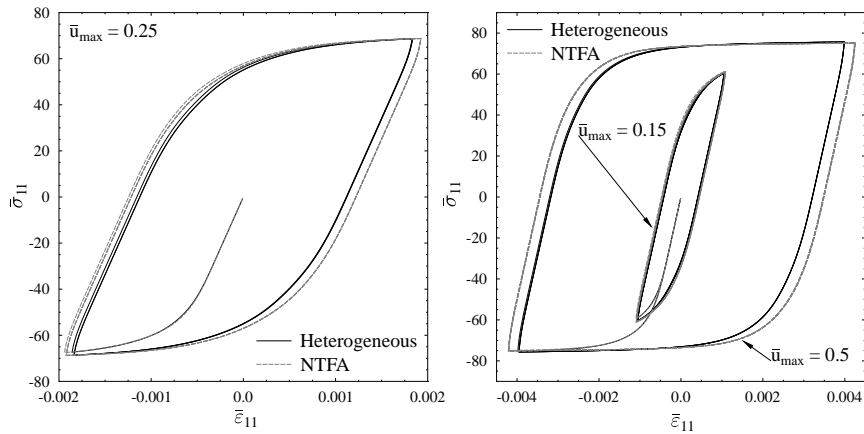 ū_max = 0.25
80
60
40
20
0
-20
-40
-60
-80
σ̄_11
-0.002
-0.001
0.0
0.001
0.002
ε̄_11
Heterogeneous
NTFA
Heterogeneous
NTFA
ū_max = 0.15
ū_max = 0.5
80
60
40
20
0
-20
-40
-60
-80
σ̄_11
-0.004
-0.002
0.0
0.002
0.004
ε̄_11